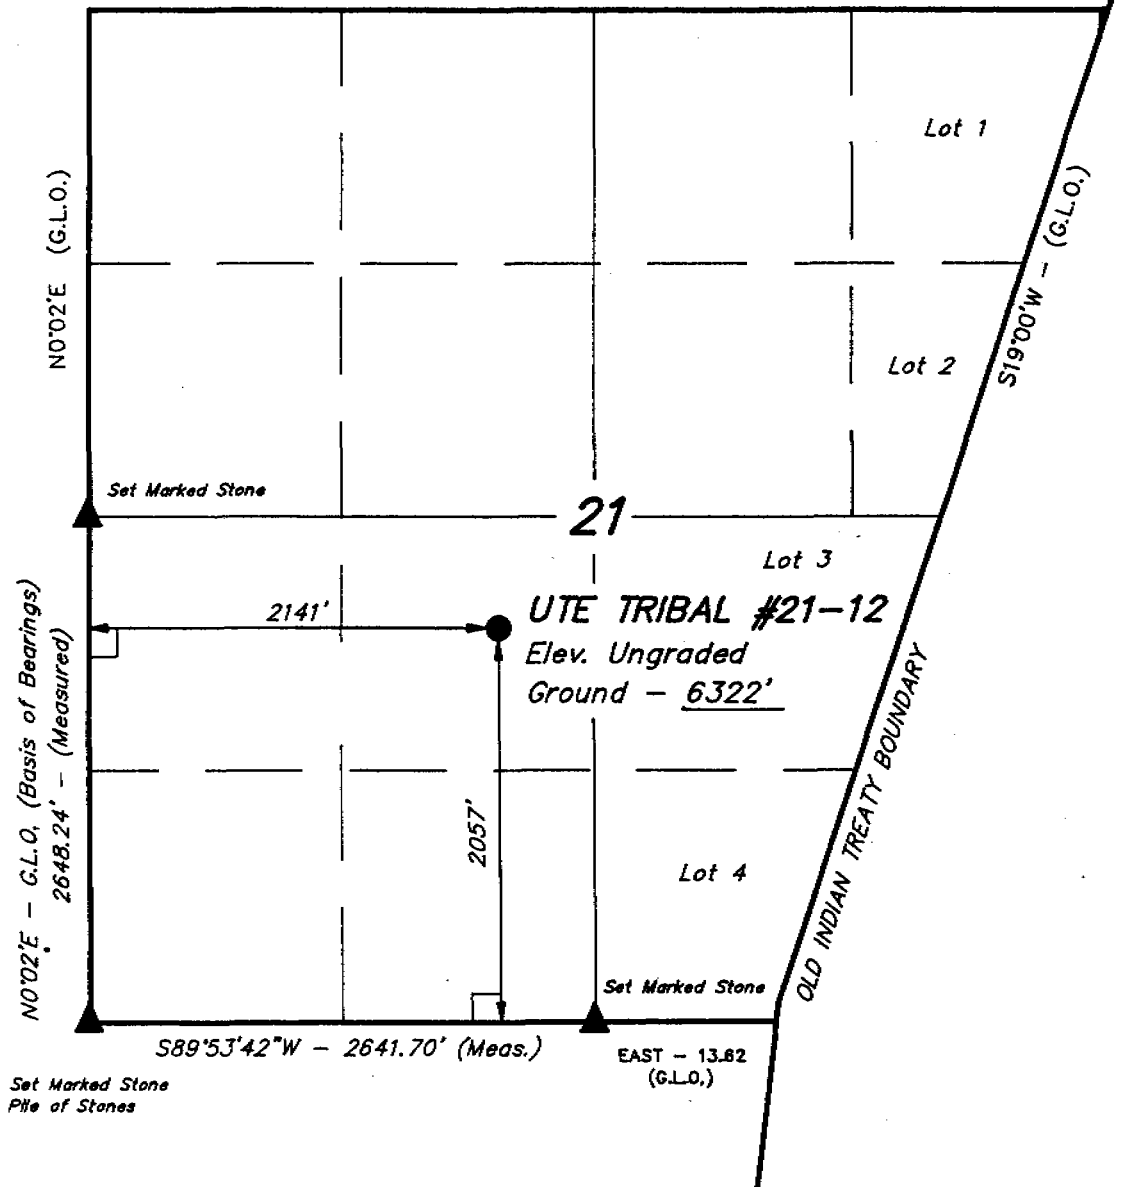 Lot 1
N0°02'E (G.L.O.)
S19°00'W - (G.L.O.)
Lot 2
Set Marked Stone
21
Lot 3
2141'
UTE TRIBAL #21-12
Elev. Ungraded
Ground - 6322'
N0°02'E - G.L.O. (Basis of Bearings)
2648.24' - (Measured)
OLD INDIAN TREATY BOUNDARY
2057'
Lot 4
Set Marked Stone
S89°53'42"W - 2641.70' (Meas.)
EAST - 13.62
(G.L.O.)
Set Marked Stone
Pile of Stones